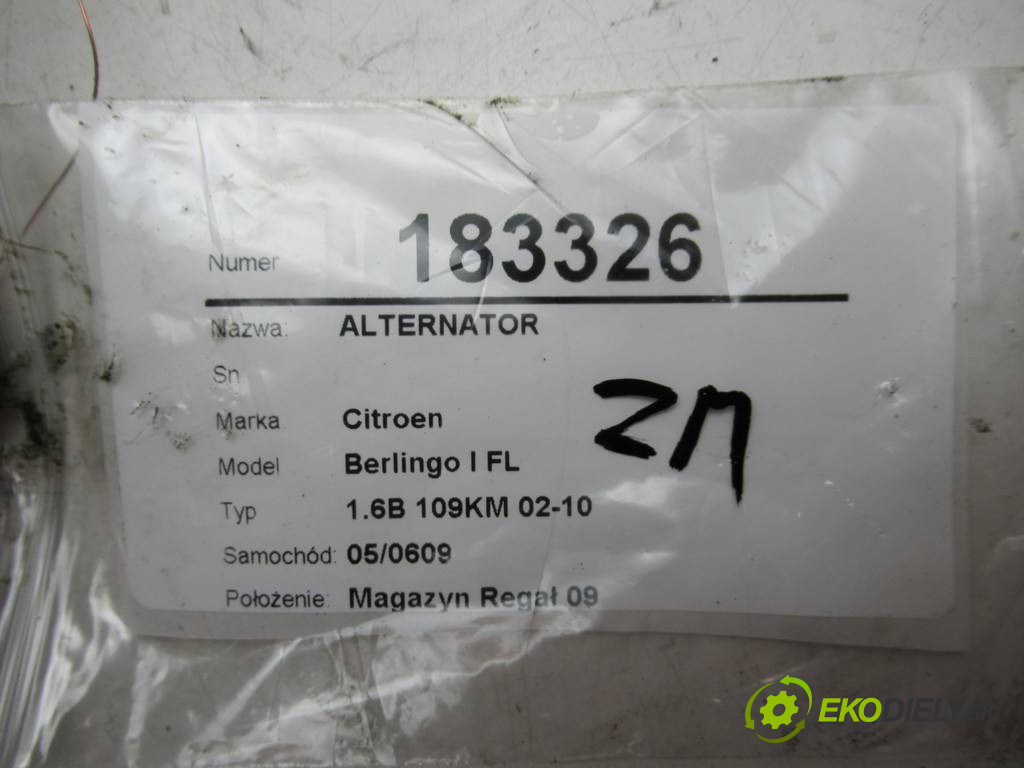 Numer 183326
Nazwa: ALTERNATOR
Sn
Marka Citroen
Model Berlingo I FL
Typ 1.6B 109KM 02-10
Samochód: 05/0609
Położenie: Magazyn Regał 09
EKODIELY